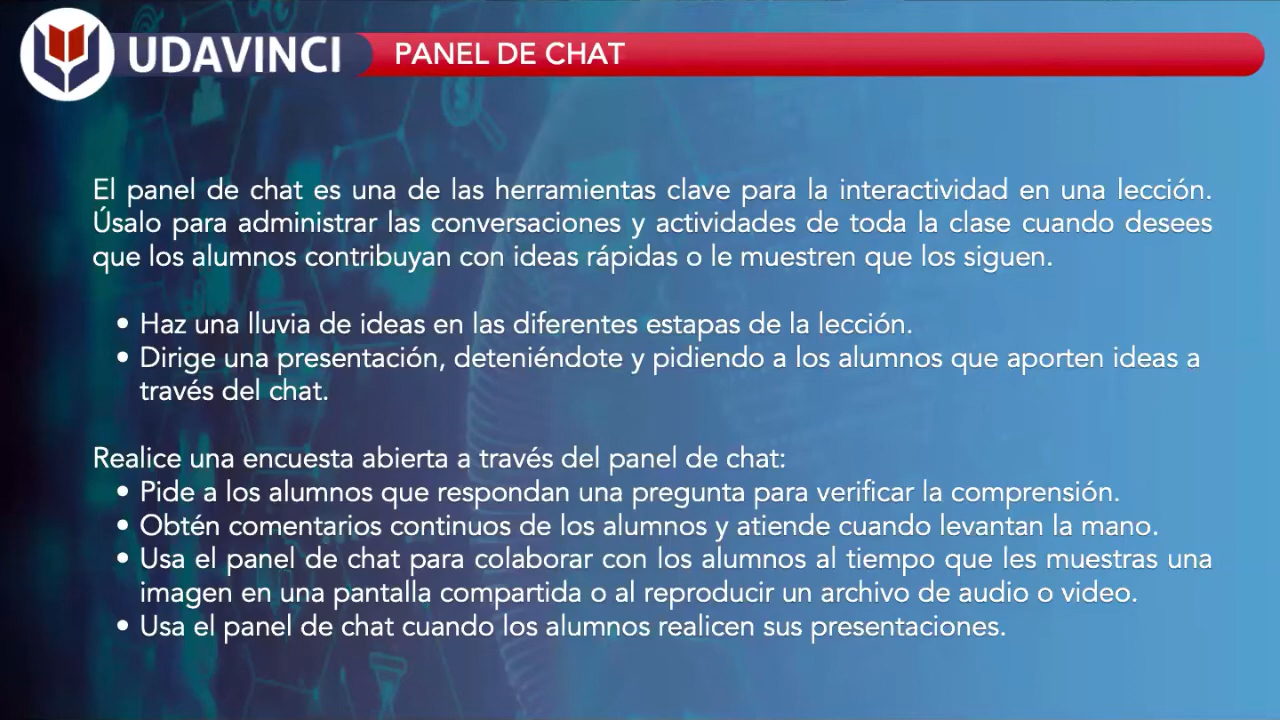 UDAVINCI
PANEL DE CHAT
El panel de chat es una de las herramientas clave para la interactividad en una lección.
Úsalo para administrar las conversaciones y actividades de toda la clase cuando desees
que los alumnos contribuyan con ideas rápidas o le muestren que los siguen.
• Haz una lluvia de ideas en las diferentes estapas de la lección.
• Dirige una presentación, deteniéndote y pidiendo a los alumnos que aporten ideas a
través del chat.
Realice una encuesta abierta a través del panel de chat:
• Pide a los alumnos que respondan una pregunta para verificar la comprensión.
• Obtén comentarios continuos de los alumnos y atiende cuando levantan la mano.
• Usa el panel de chat para colaborar con los alumnos al tiempo que les muestras una
imagen en una pantalla compartida o al reproducir un archivo de audio o video.
• Usa el panel de chat cuando los alumnos realicen sus presentaciones.